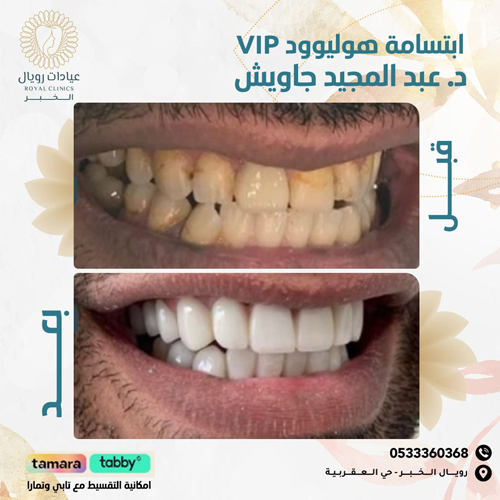 ابتسامة هوليوود VIP
د. عبد المجيد جاويش
عيادات رويال
ROYAL CLINICS
الخبر
قبل
بعد
tamara
tabby
امكانية التقسيط مع تابي وتمارا
0533360368
رويال الخبر - حي العقربية